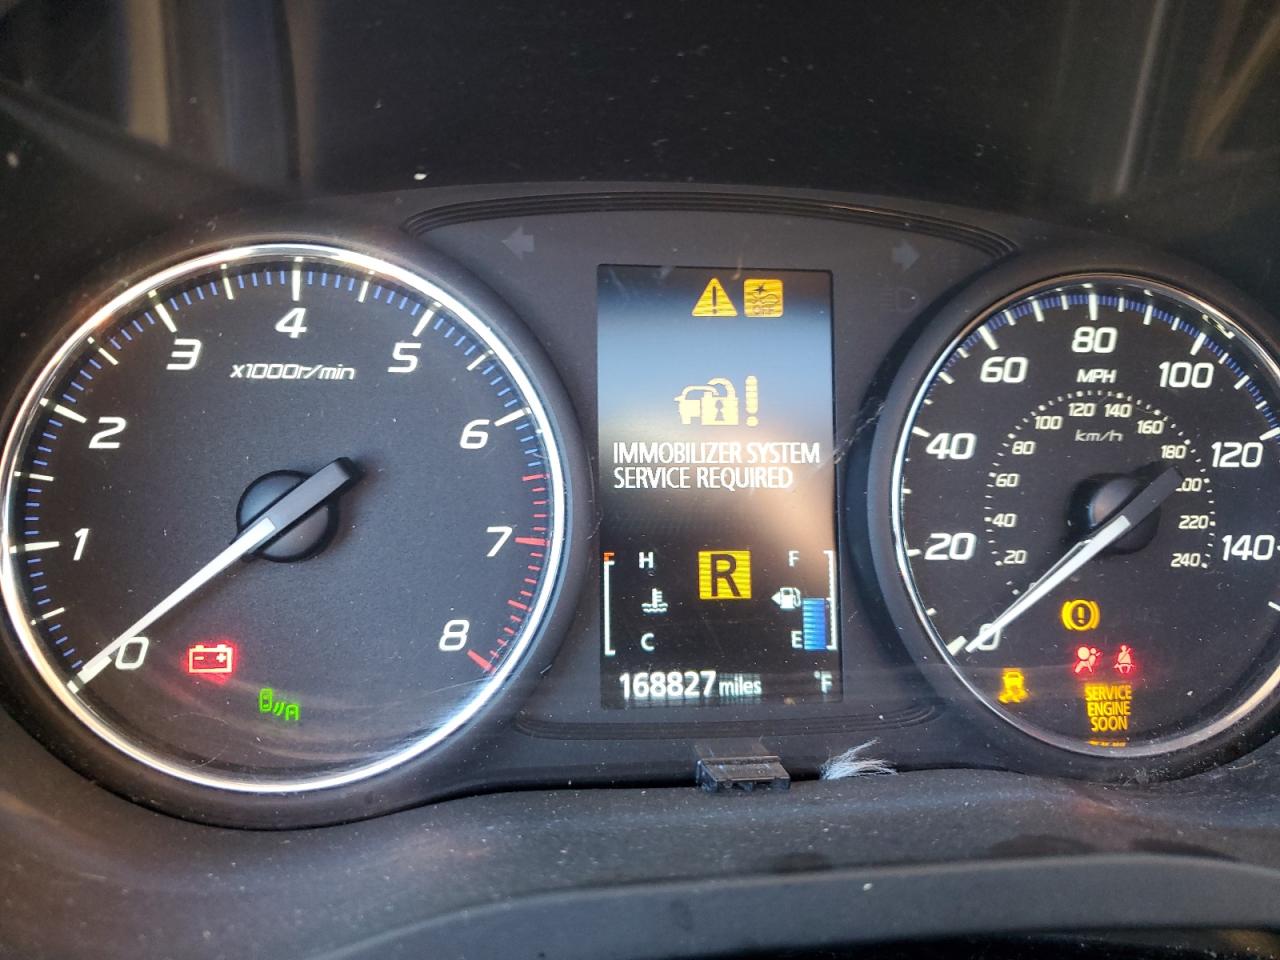 0
1
2
3
4
5
6
7
8
x1000r/min
OFF
IMMOBILIZER SYSTEM
SERVICE REQUIRED
H
C
R
F
E
168827 miles
°F
0
20
40
60
80
100
120
140
MPH
km/h
20
40
60
80
100
120
140
160
180
220
240
A
SERVICE
ENGINE
SOON